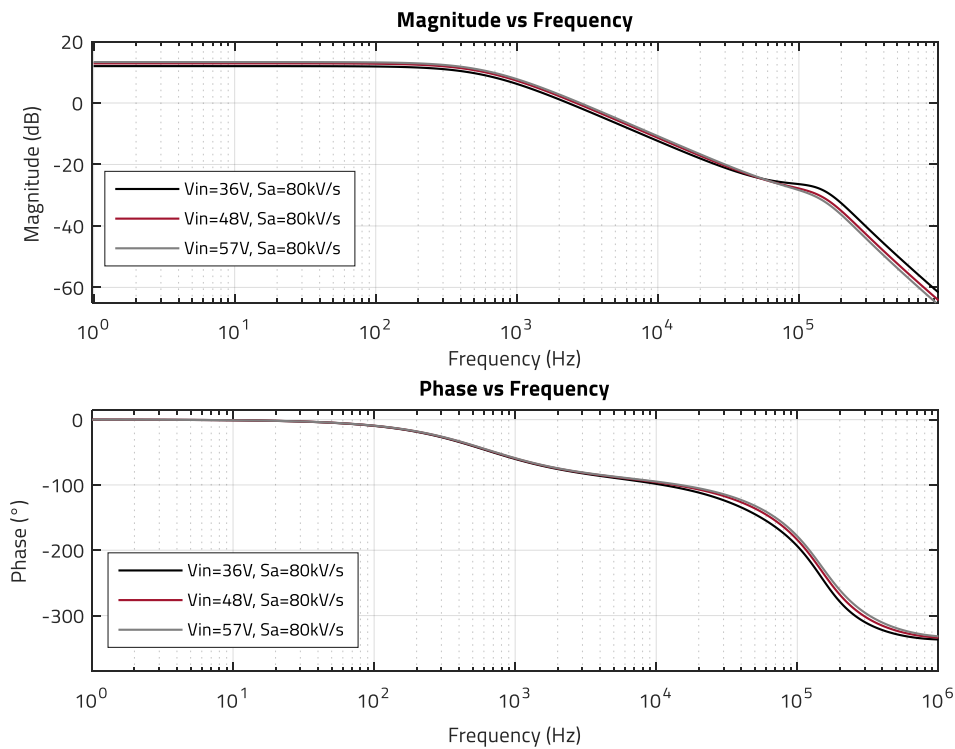 Magnitude vs Frequency
Magnitude (dB)
20
0
-20
-40
-60
Vin=36V, Sa=80kV/s
Vin=48V, Sa=80kV/s
Vin=57V, Sa=80kV/s
10^0 10^1 10^2 10^3 10^4 10^5
Frequency (Hz)
Phase vs Frequency
Phase (°)
0
-100
-200
-300
Vin=36V, Sa=80kV/s
Vin=48V, Sa=80kV/s
Vin=57V, Sa=80kV/s
10^0 10^1 10^2 10^3 10^4 10^5 10^6
Frequency (Hz)